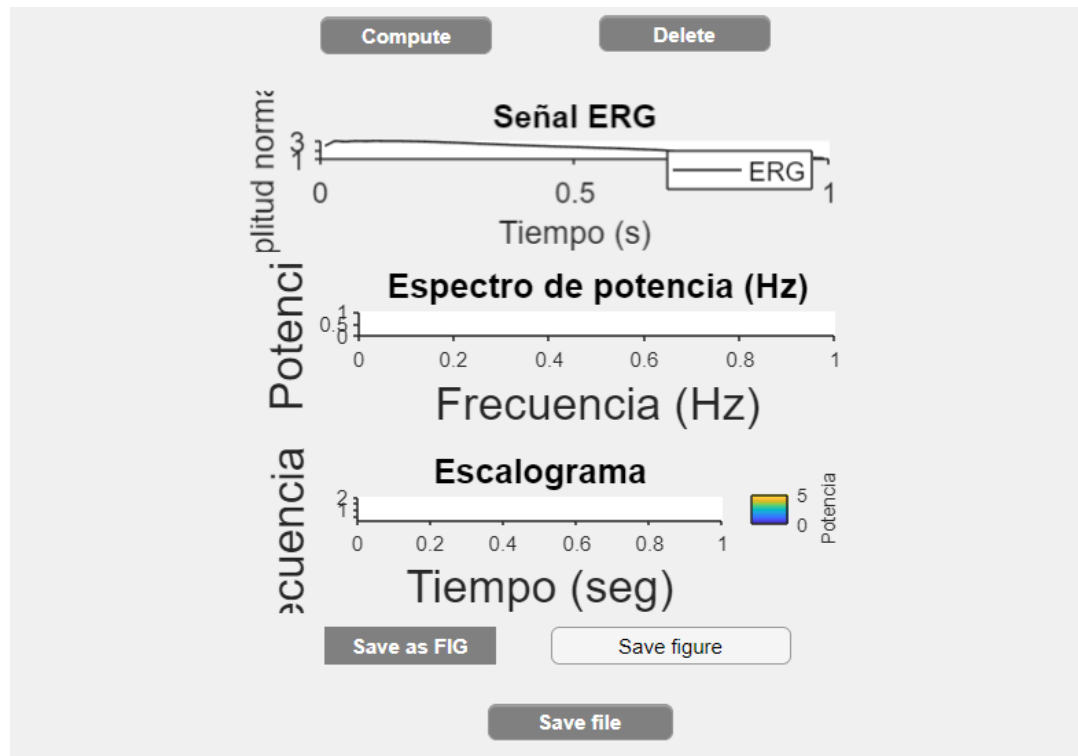 Compute
Delete
Señal ERG
plitud norma
3
1
ERG
0
0.5
1
Tiempo (s)
Espectro de potencia (Hz)
Potenci
1
0.5
0
0
0.2
0.4
0.6
0.8
1
Frecuencia (Hz)
Escalograma
ecuencia
2
1
0
0.2
0.4
0.6
0.8
1
5
0
Potencia
Tiempo (seg)
Save as FIG
Save figure
Save file